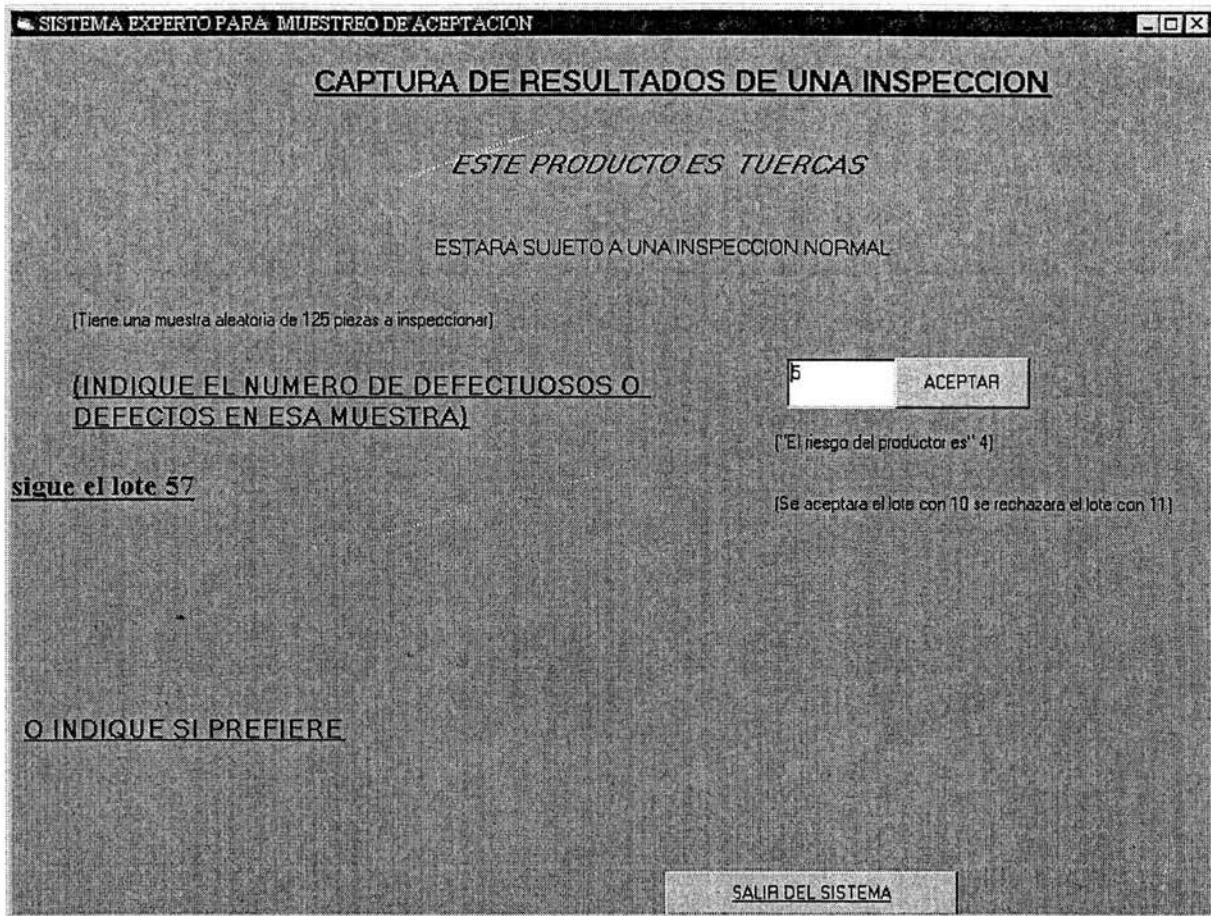 SISTEMA EXPERTO PARA MUESTREO DE ACEPTACION
CAPTURA DE RESULTADOS DE UNA INSPECCION
ESTE PRODUCTO ES TUERCAS
ESTARA SUJETO A UNA INSPECCION NORMAL
(Tiene una muestra aleatoria de 125 piezas a inspeccionar)
(INDIQUE EL NUMERO DE DEFECTUOSOS O
DEFECTOS EN ESA MUESTRA)
5
ACEPTAR
("El riesgo del productor es" 4)
sigue el lote 57
(Se aceptara el lote con 10 se rechazara el lote con 11)
O INDIQUE SI PREFIERE
SALIR DEL SISTEMA